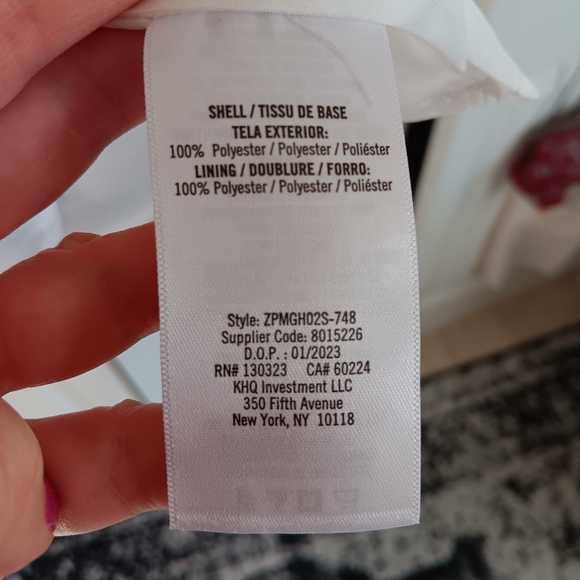 SHELL / TISSU DE BASE
TELA EXTERIOR:
100% Polyester / Polyester / Poliéster
LINING / DOUBLURE / FORRO:
100% Polyester / Polyester / Poliéster
Style: ZPMGH02S-748
Supplier Code: 8015226
D.O.P. : 01/2023
RN# 130323 CA# 60224
KHQ Investment LLC
350 Fifth Avenue
New York, NY 10118